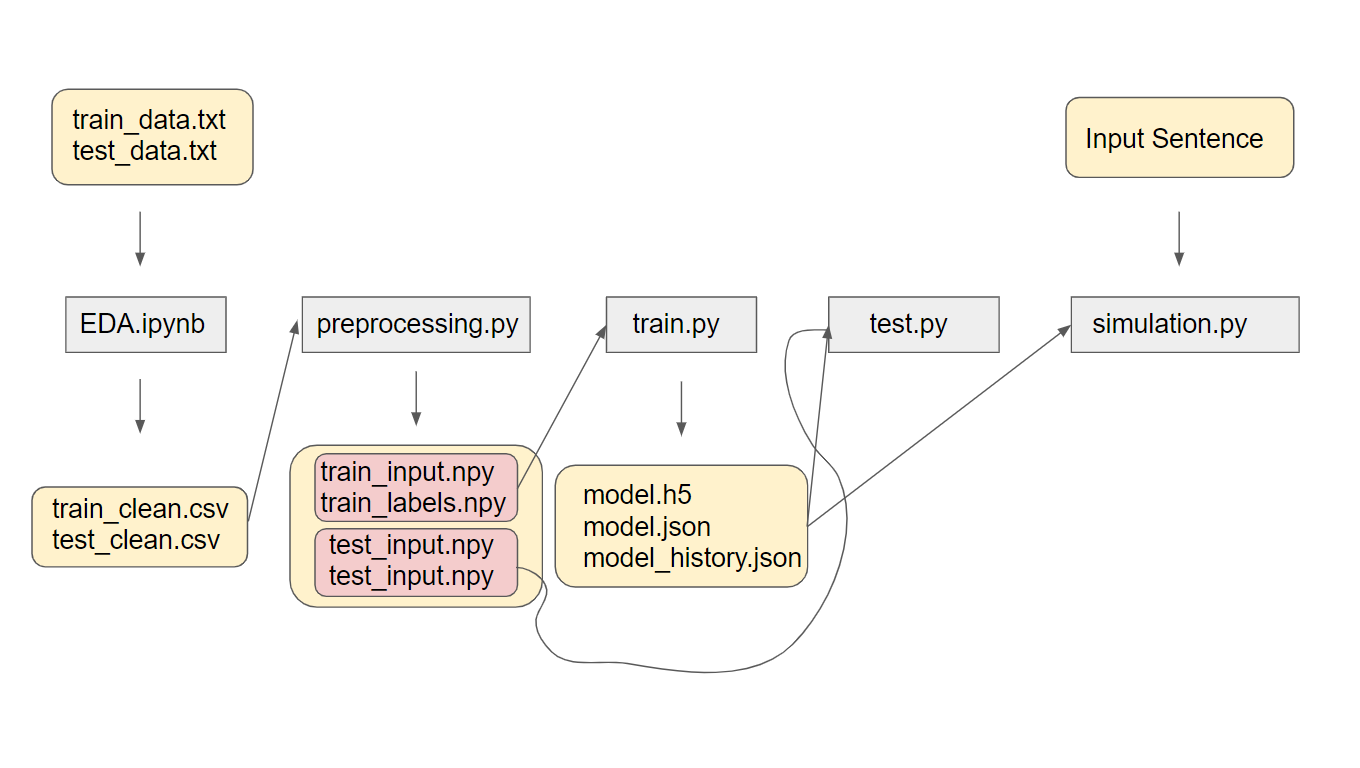 train_data.txt
test_data.txt
Input Sentence
EDA.ipynb
preprocessing.py
train.py
test.py
simulation.py
train_clean.csv
test_clean.csv
train_input.npy
train_labels.npy
test_input.npy
test_input.npy
model.h5
model.json
model_history.json